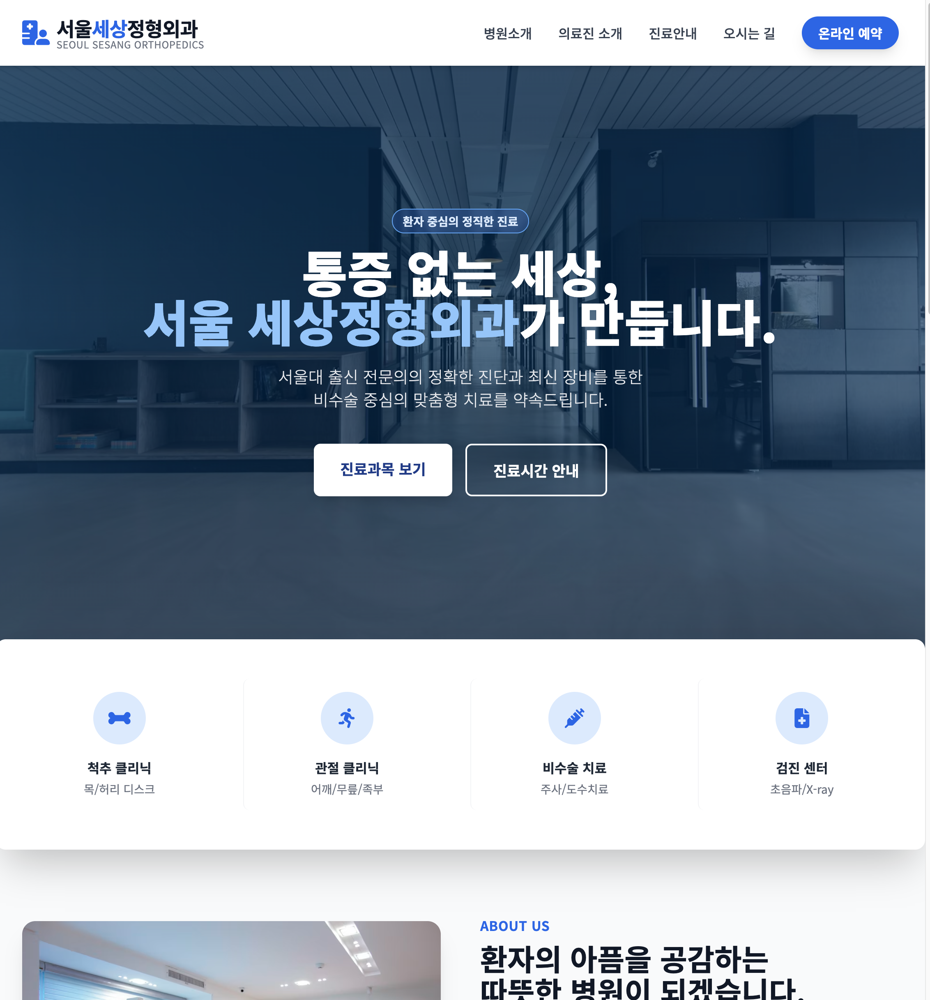 서울세상정형외과
SEOUL SESANG ORTHOPEDICS
병원소개
의료진 소개
진료안내
오시는 길
온라인 예약
환자 중심의 정직한 진료
통증 없는 세상,
서울 세상정형외과가 만듭니다.
서울대 출신 전문의의 정확한 진단과 최신 장비를 통한
비수술 중심의 맞춤형 치료를 약속드립니다.
진료과목 보기
진료시간 안내
척추 클리닉
목/허리 디스크
관절 클리닉
어깨/무릎/족부
비수술 치료
주사/도수치료
검진 센터
초음파/X-ray
ABOUT US
환자의 아픔을 공감하는
따뜻한 병원이 되겠습니다.